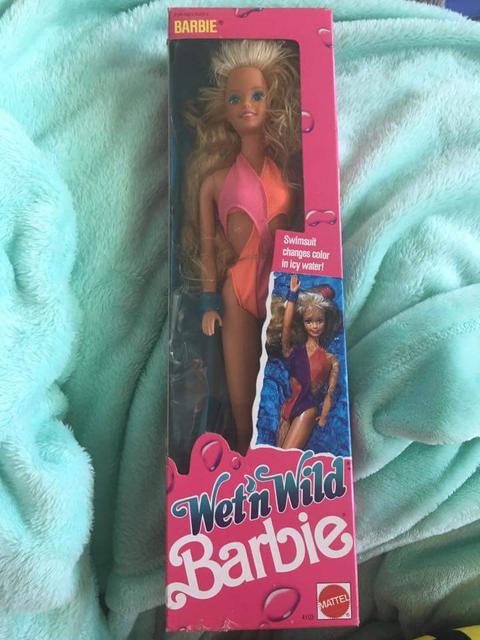 BARBIE®
Swimsuit
changes color
in icy water!
Wet'n Wild
Barbie®
MATTEL